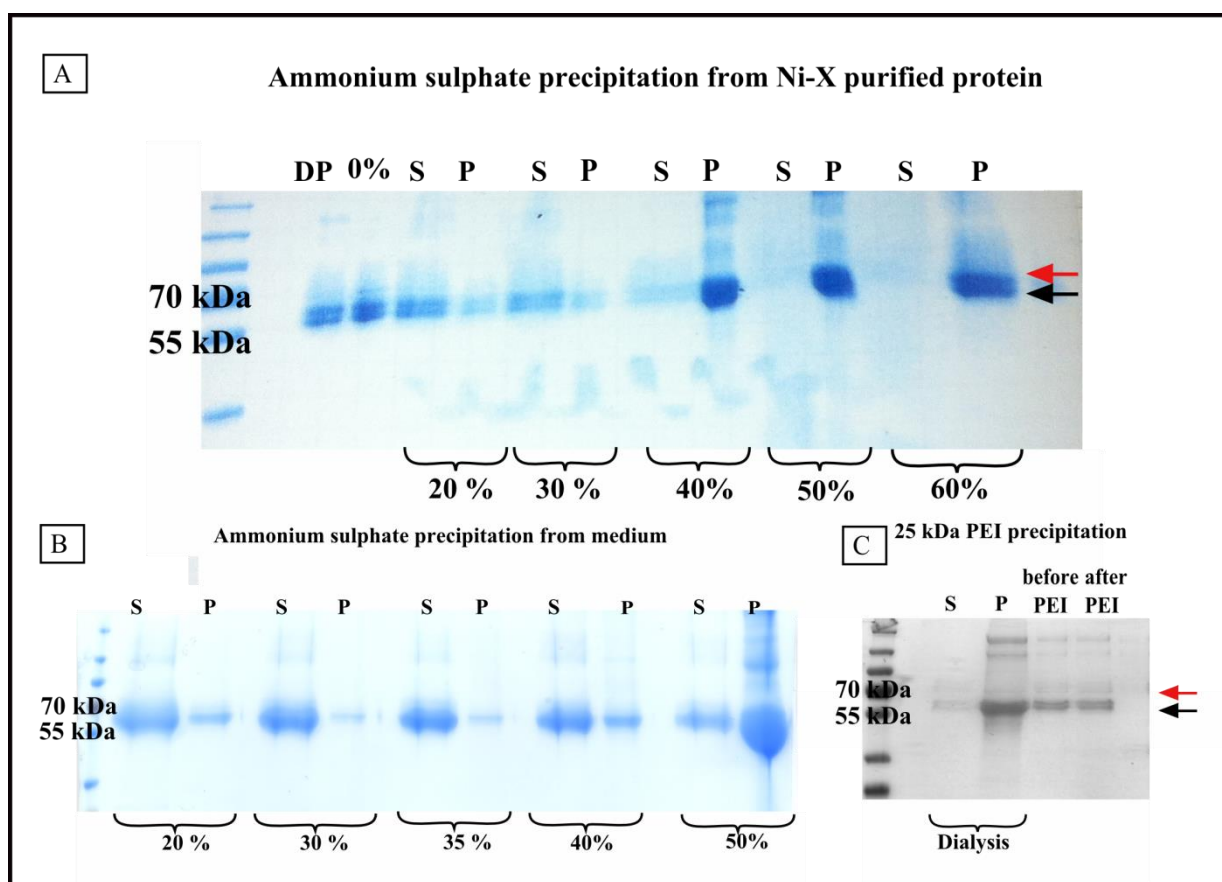 A
Ammonium sulphate precipitation from Ni-X purified protein
DP 0% S P S P S P S P S P
70 kDa
55 kDa
20 % 30 % 40% 50% 60%
B
Ammonium sulphate precipitation from medium
S P S P S P S P S P
70 kDa
55 kDa
20 % 30 % 35 % 40% 50%
C
25 kDa PEI precipitation
before after
S P PEI PEI
70 kDa
55 kDa
Dialysis